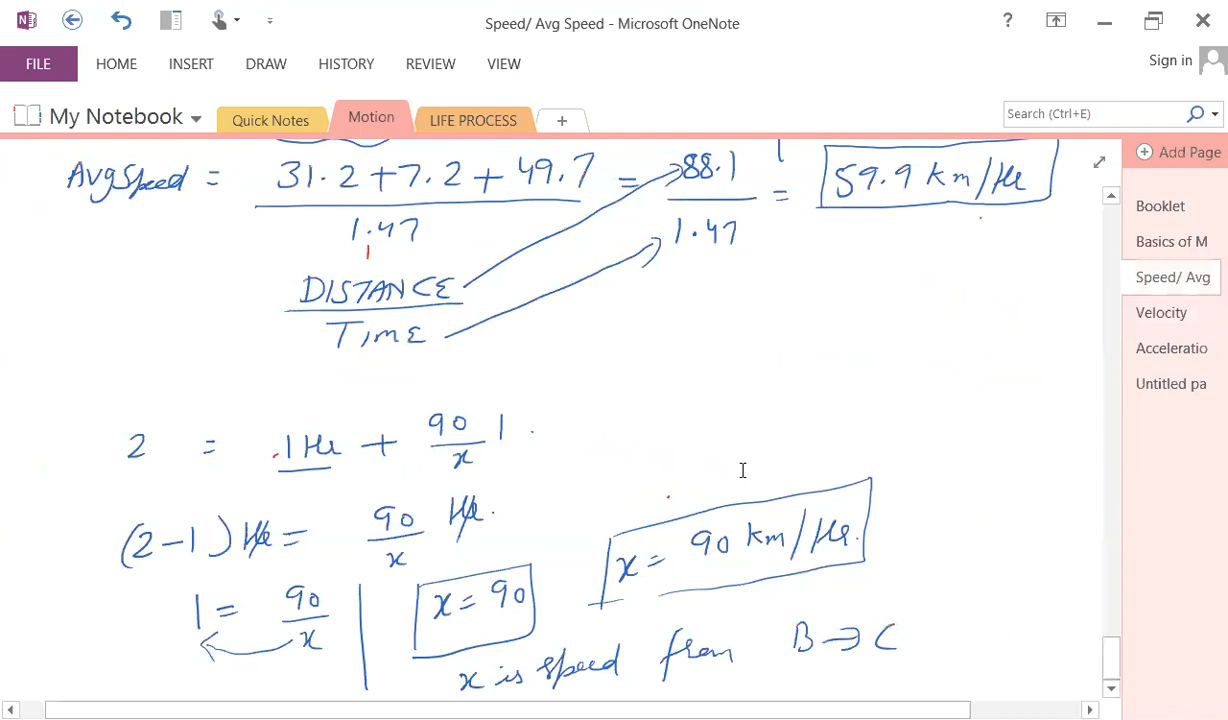 Speed/ Avg Speed - Microsoft OneNote
FILE HOME INSERT DRAW HISTORY REVIEW VIEW Sign in
My Notebook Quick Notes Motion LIFE PROCESS + Search (Ctrl+E)
Add Page
Booklet
Basics of M
Speed/ Avg
Velocity
Acceleratio
Untitled pa
AvgSpeed = 31.2 + 7.2 + 49.7 = 88.1 = 59.9 km/Hr
1.47 1.47
DISTANCE
TIME
2 = 1 Hr + 90
x
(2-1) Hr = 90 Hr.
x
1 = 90 x = 90 x = 90 km/Hr.
x
x is speed from B → C